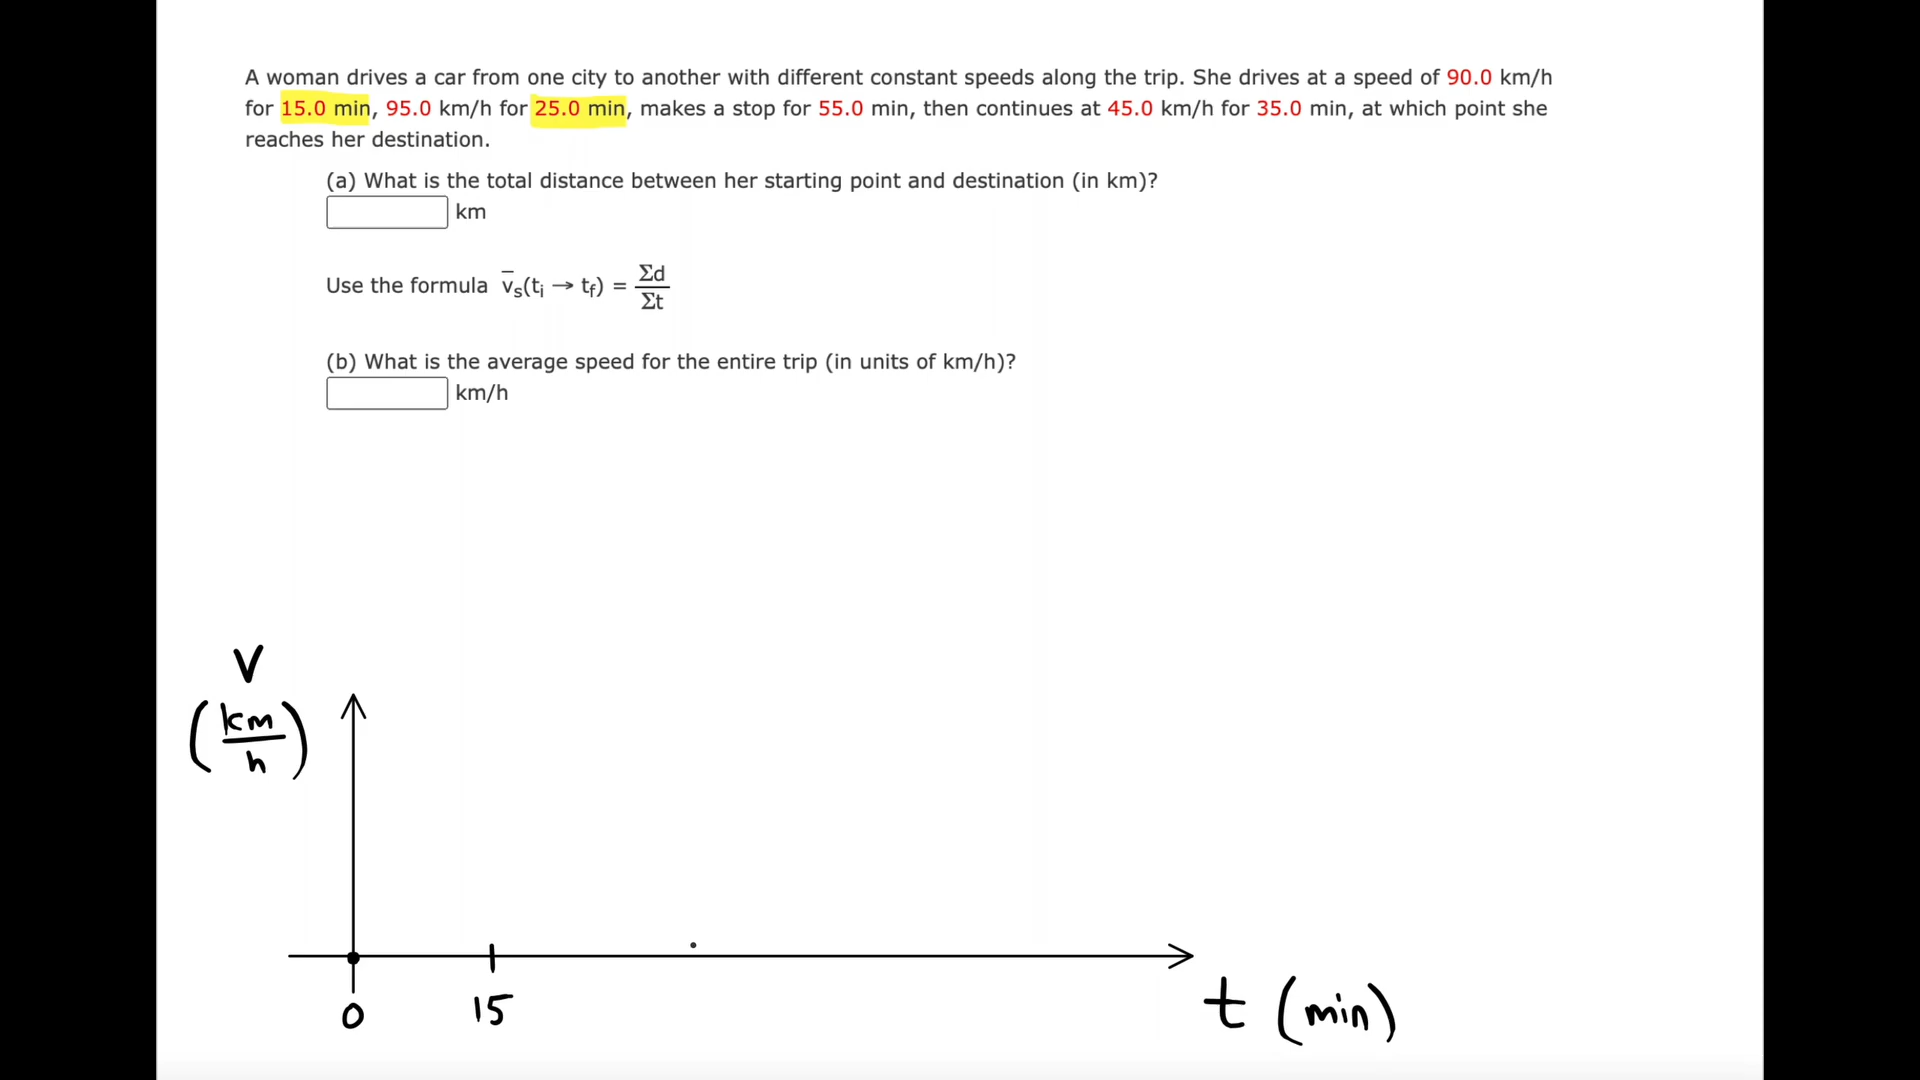 A woman drives a car from one city to another with different constant speeds along the trip. She drives at a speed of 90.0 km/h
for 15.0 min, 95.0 km/h for 25.0 min, makes a stop for 55.0 min, then continues at 45.0 km/h for 35.0 min, at which point she
reaches her destination.
(a) What is the total distance between her starting point and destination (in km)?
km
Use the formula v̄ₛ(tᵢ → t_f) = Σd/Σt
(b) What is the average speed for the entire trip (in units of km/h)?
km/h
V
(km/h)
0 15
t (min)